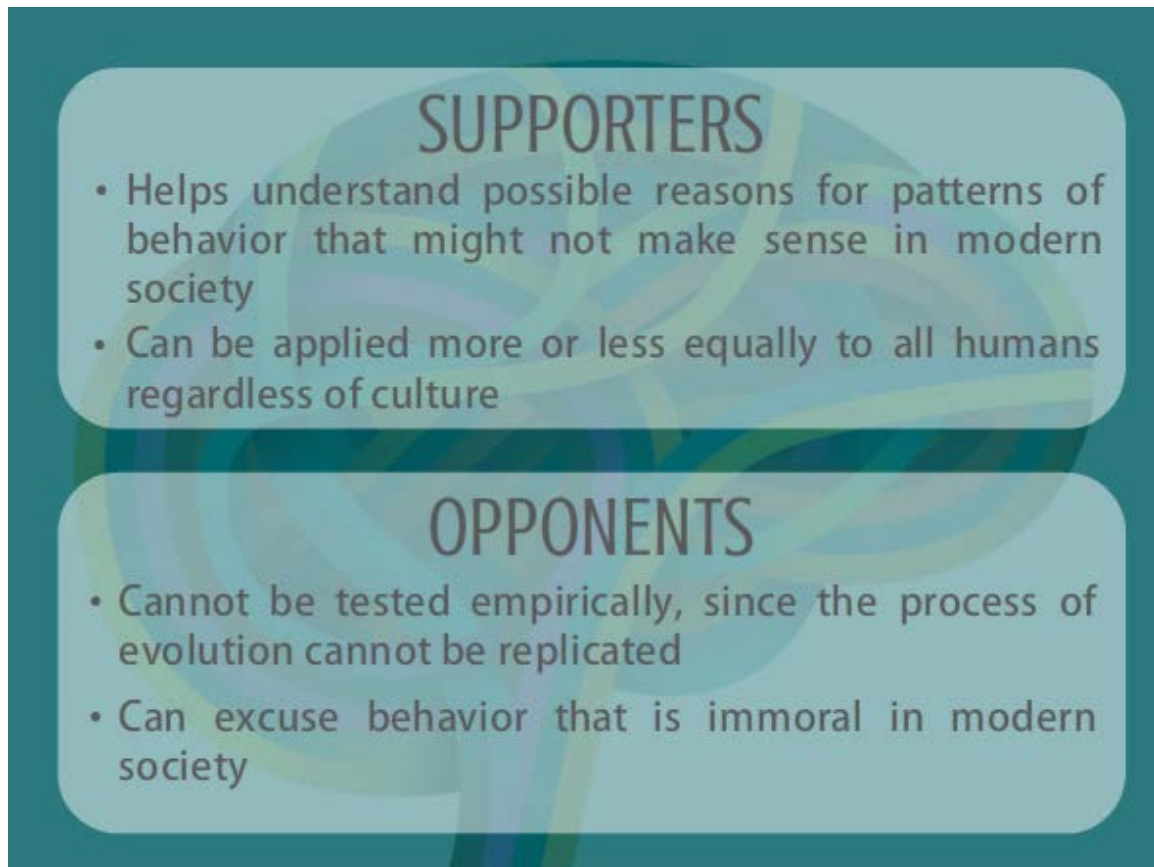 SUPPORTERS
• Helps understand possible reasons for patterns of
behavior that might not make sense in modern
society
• Can be applied more or less equally to all humans
regardless of culture
OPPONENTS
• Cannot be tested empirically, since the process of
evolution cannot be replicated
• Can excuse behavior that is immoral in modern
society